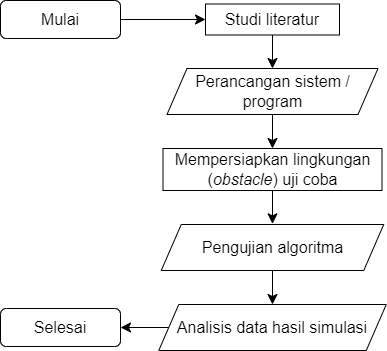 Mulai
Studi literatur
Perancangan sistem /
program
Mempersiapkan lingkungan
(obstacle) uji coba
Pengujian algoritma
Analisis data hasil simulasi
Selesai